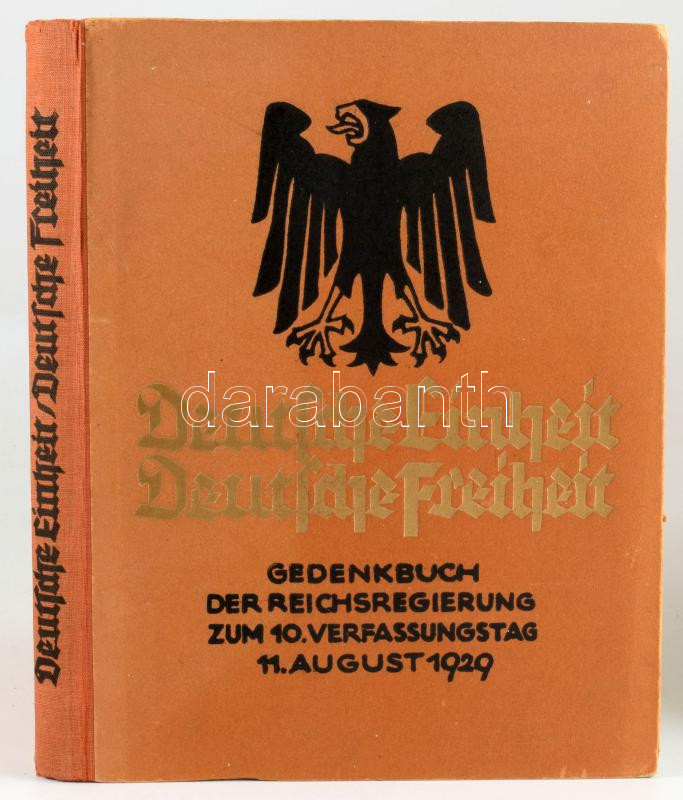 Deutsche Einheit / Deutsche Freiheit
Deutsche Einheit
Deutsche Freiheit
darabanth
GEDENKBUCH
DER REICHSREGIERUNG
ZUM 10. VERFASSUNGSTAG
11. AUGUST 1929